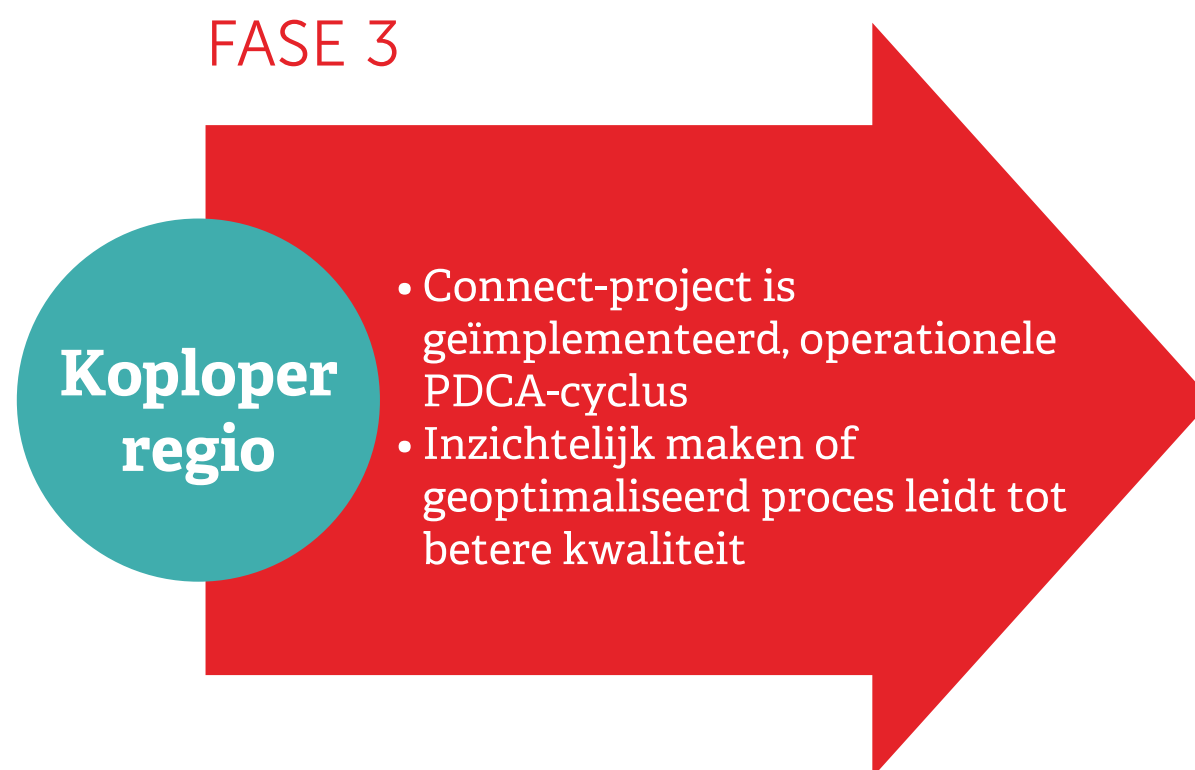 FASE 3
Koploper
regio
• Connect-project is
geïmplementeerd, operationele
PDCA-cyclus
• Inzichtelijk maken of
geoptimaliseerd proces leidt tot
betere kwaliteit